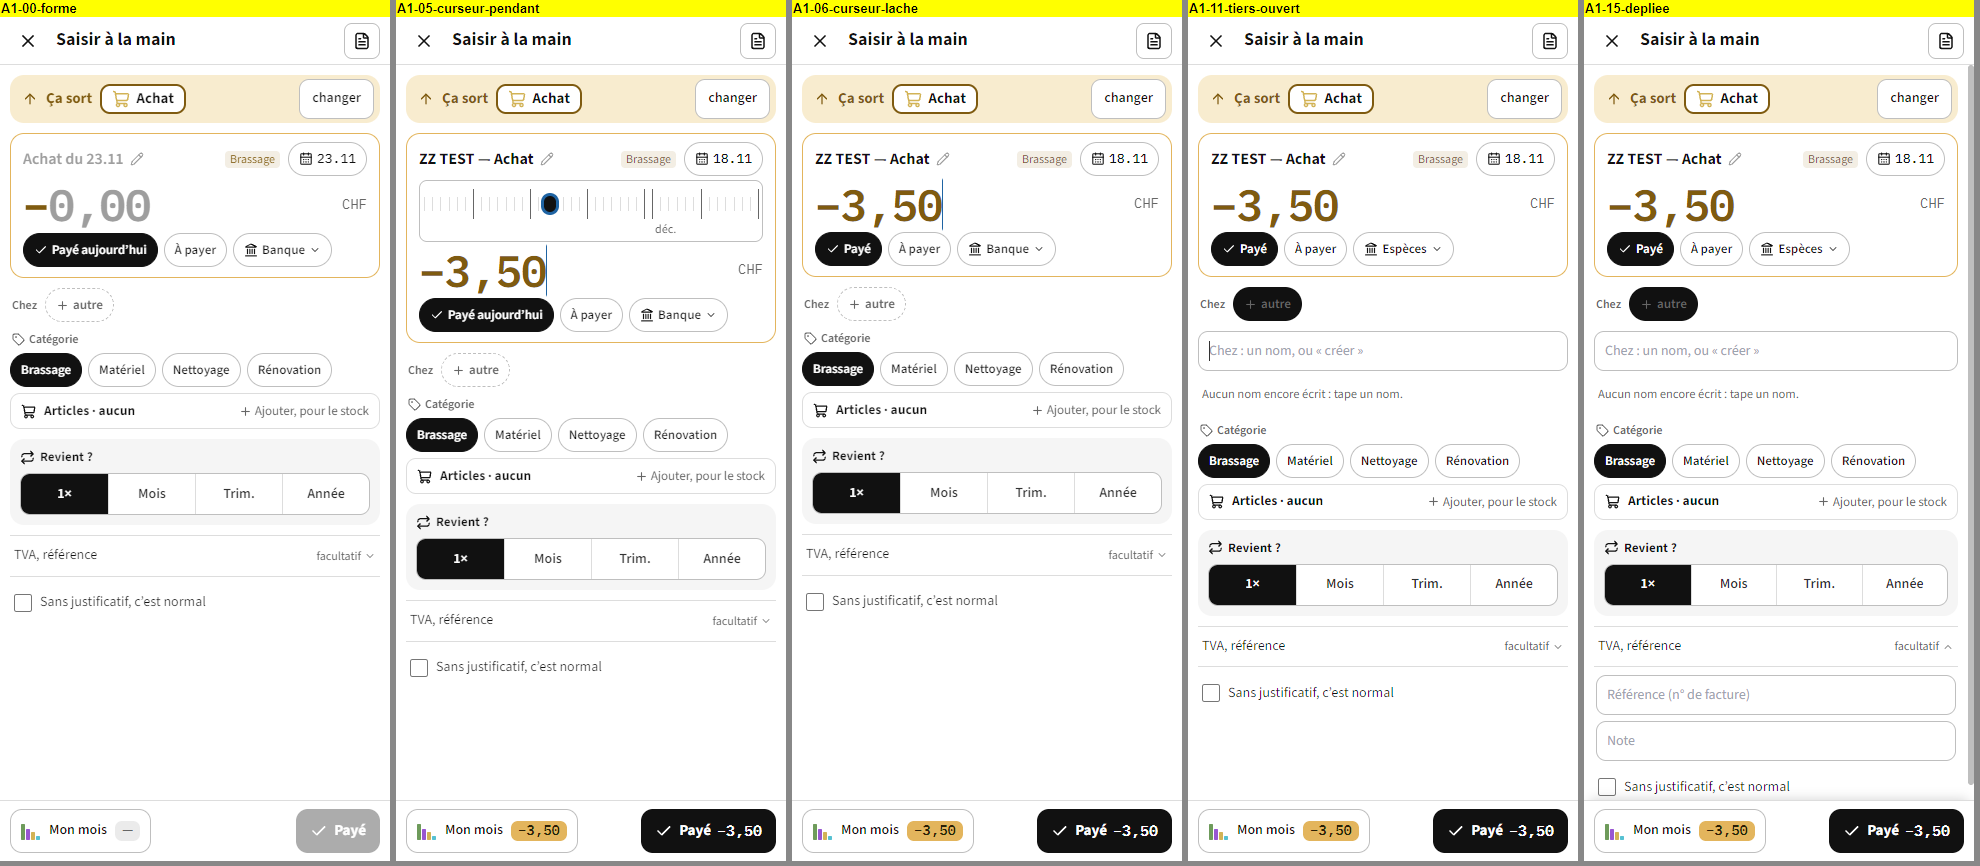 A1-00-forme
Saisir à la main
Ça sort Achat changer
Achat du 23.11 Brassage 23.11
−0,00 CHF
Payé aujourd’hui À payer Banque
Chez + autre
Catégorie
Brassage Matériel Nettoyage Rénovation
Articles · aucun + Ajouter, pour le stock
Revient ?
1× Mois Trim. Année
TVA, référence facultatif
Sans justificatif, c’est normal
Mon mois — Payé
A1-05-curseur-pendant
Saisir à la main
Ça sort Achat changer
ZZ TEST — Achat Brassage 18.11
déc.
−3,50 CHF
Payé aujourd’hui À payer Banque
Chez + autre
Catégorie
Brassage Matériel Nettoyage Rénovation
Articles · aucun + Ajouter, pour le stock
Revient ?
1× Mois Trim. Année
TVA, référence facultatif
Sans justificatif, c’est normal
Mon mois −3,50 Payé −3,50
A1-06-curseur-lache
Saisir à la main
Ça sort Achat changer
ZZ TEST — Achat Brassage 18.11
−3,50 CHF
Payé À payer Banque
Chez + autre
Catégorie
Brassage Matériel Nettoyage Rénovation
Articles · aucun + Ajouter, pour le stock
Revient ?
1× Mois Trim. Année
TVA, référence facultatif
Sans justificatif, c’est normal
Mon mois −3,50 Payé −3,50
A1-11-tiers-ouvert
Saisir à la main
Ça sort Achat changer
ZZ TEST — Achat Brassage 18.11
−3,50 CHF
Payé À payer Espèces
Chez + autre
Chez : un nom, ou « créer »
Aucun nom encore écrit : tape un nom.
Catégorie
Brassage Matériel Nettoyage Rénovation
Articles · aucun + Ajouter, pour le stock
Revient ?
1× Mois Trim. Année
TVA, référence facultatif
Sans justificatif, c’est normal
Mon mois −3,50 Payé −3,50
A1-15-depliee
Saisir à la main
Ça sort Achat changer
ZZ TEST — Achat Brassage 18.11
−3,50 CHF
Payé À payer Espèces
Chez + autre
Chez : un nom, ou « créer »
Aucun nom encore écrit : tape un nom.
Catégorie
Brassage Matériel Nettoyage Rénovation
Articles · aucun + Ajouter, pour le stock
Revient ?
1× Mois Trim. Année
TVA, référence facultatif
Référence (n° de facture)
Note
Sans justificatif, c’est normal
Mon mois −3,50 Payé −3,50